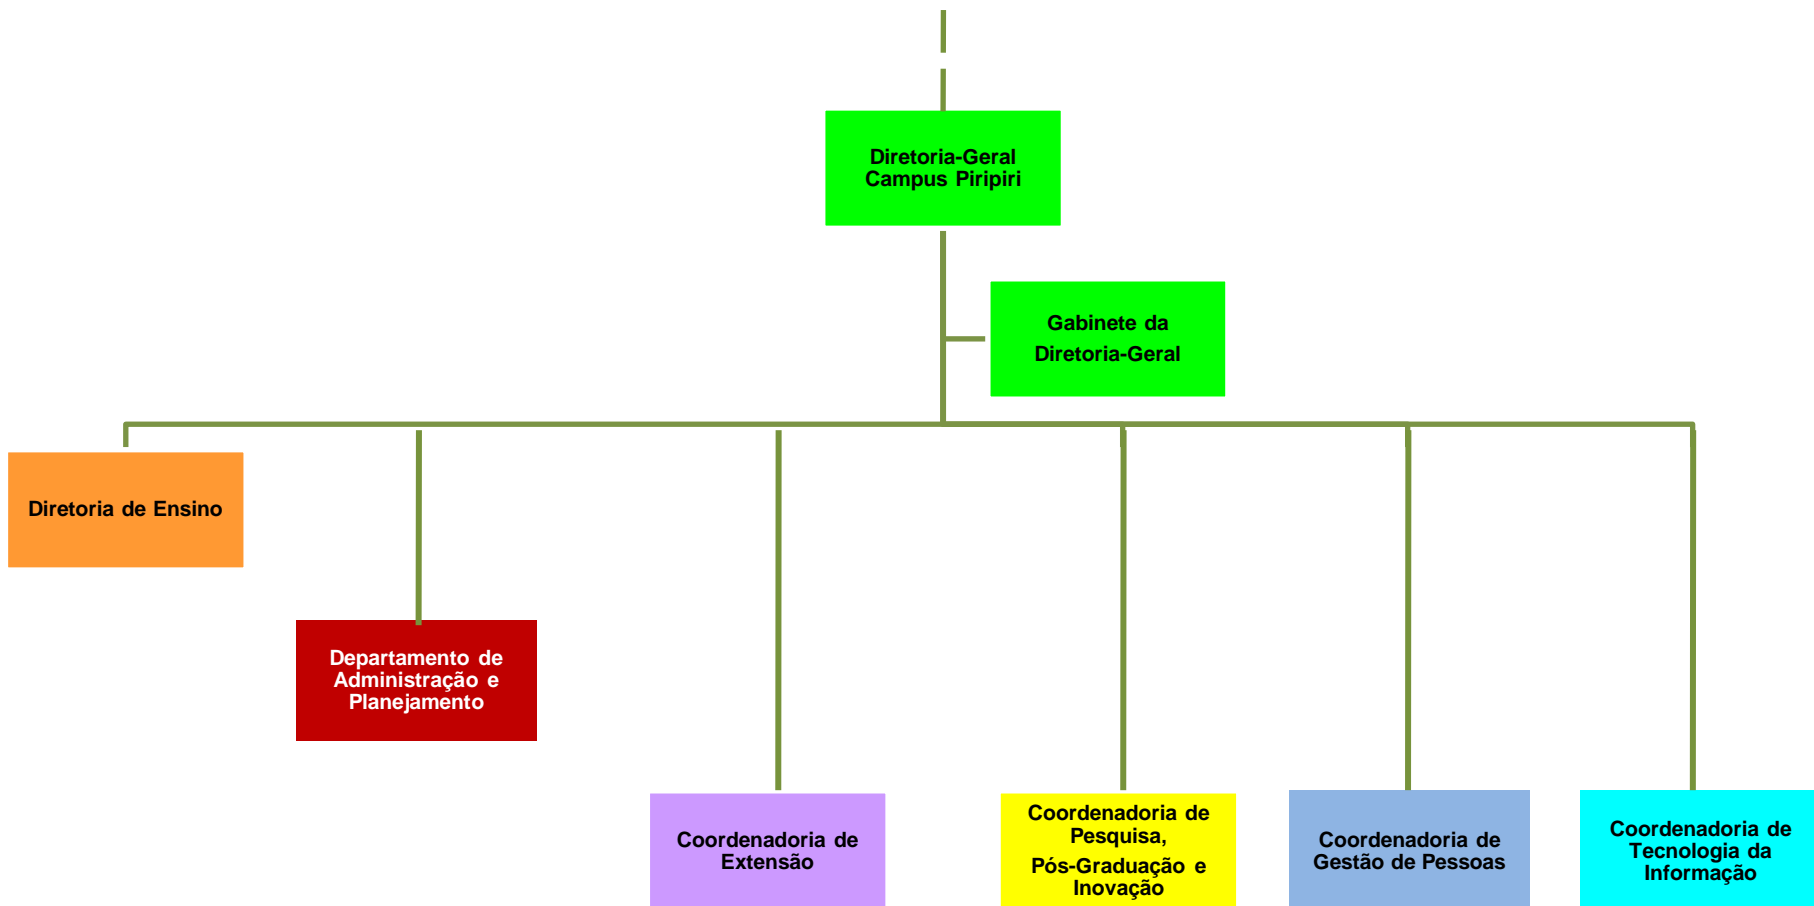 Diretoria-Geral
Campus Piripiri
Gabinete da
Diretoria-Geral
Diretoria de Ensino
Departamento de
Administração e
Planejamento
Coordenadoria de
Extensão
Coordenadoria de
Pesquisa,
Pós-Graduação e
Inovação
Coordenadoria de
Gestão de Pessoas
Coordenadoria de
Tecnologia da
Informação